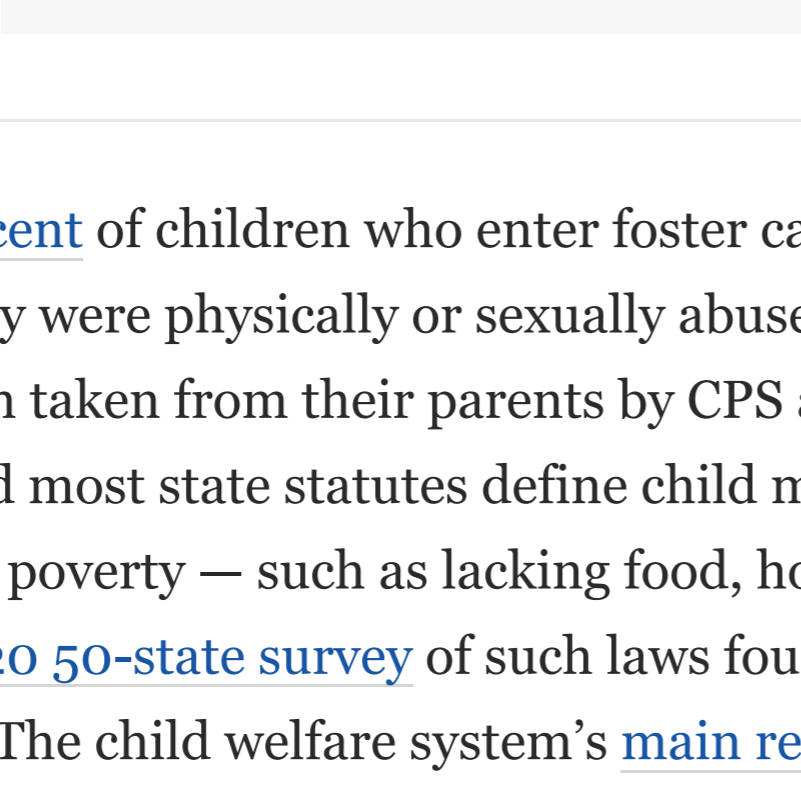 cent of children who enter foster ca
y were physically or sexually abuse
n taken from their parents by CPS a
d most state statutes define child m
poverty — such as lacking food, ho
20 50-state survey of such laws fou
The child welfare system’s main re